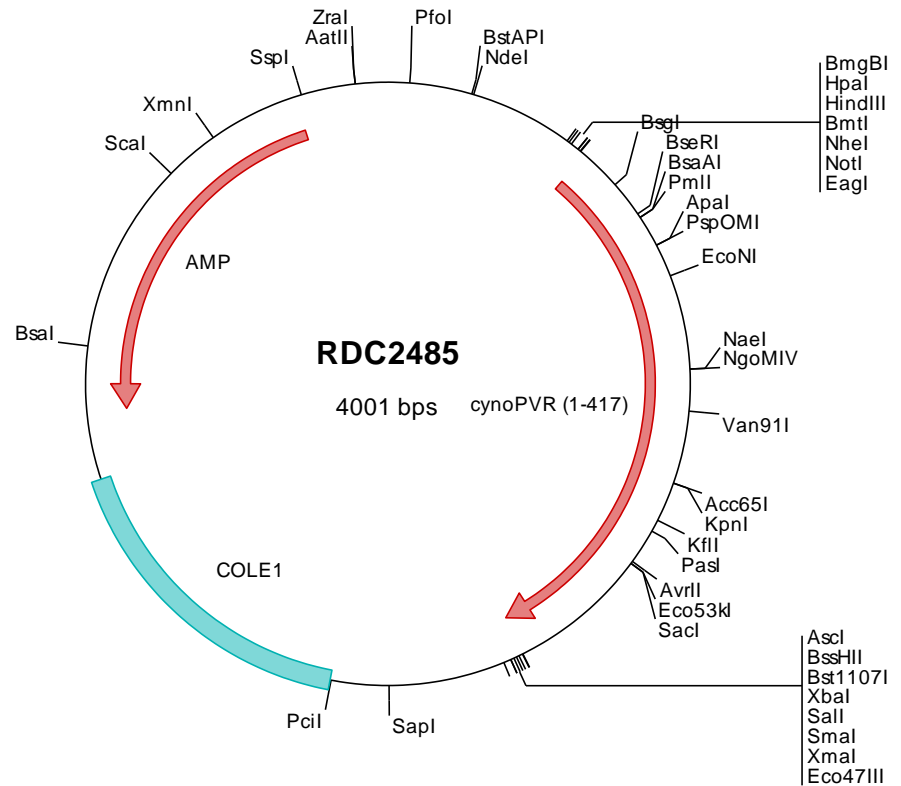 ZraI
AatII
PfoI
SspI
BstAPI
NdeI
XmnI
ScaI
BsaI
BmgBI
HpaI
HindIII
BmtI
NheI
NotI
EagI
BsgI
BseRI
BsaAI
PmlI
ApaI
PspOMI
EcoNI
AMP
RDC2485
4001 bps
cynoPVR (1-417)
NaeI
NgoMIV
Van91I
Acc65I
KpnI
KflI
PasI
AvrII
Eco53kI
SacI
COLE1
PciI
SapI
AscI
BssHII
Bst1107I
XbaI
SalI
SmaI
XmaI
Eco47III